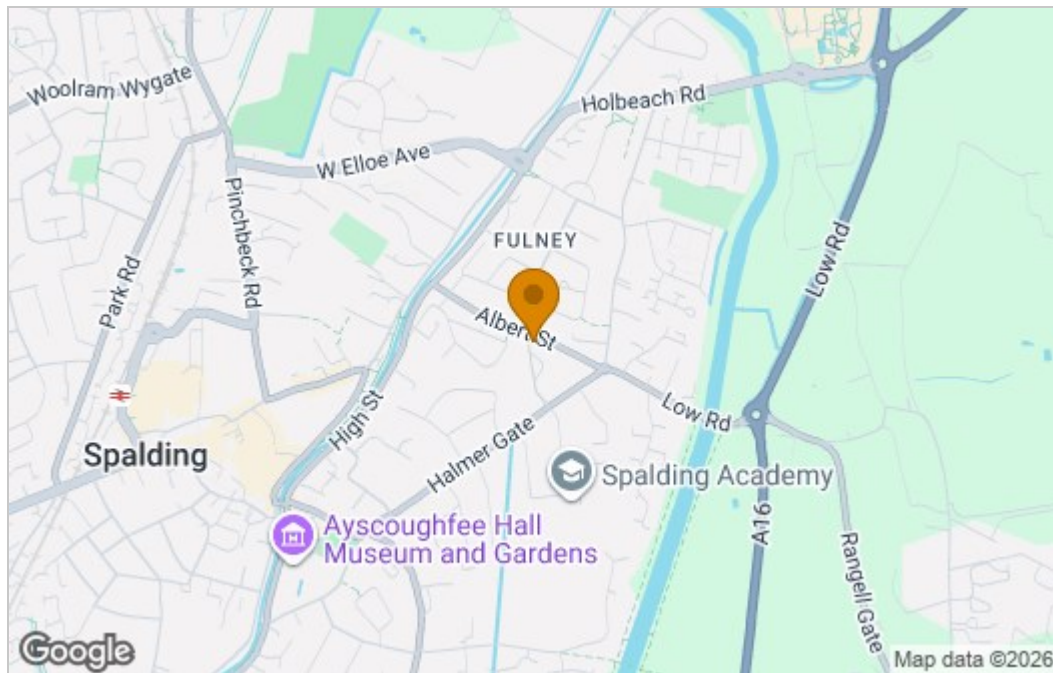 Woolram Wygate
Holbeach Rd
W Elloe Ave
Pinchbeck Rd
Park Rd
FULNEY
Low Rd
Albert St
High St
Low Rd
Halmer Gate
Spalding
Spalding Academy
A16
Ayscoughfee Hall
Museum and Gardens
Rangell Gate
Google
Map data ©2026